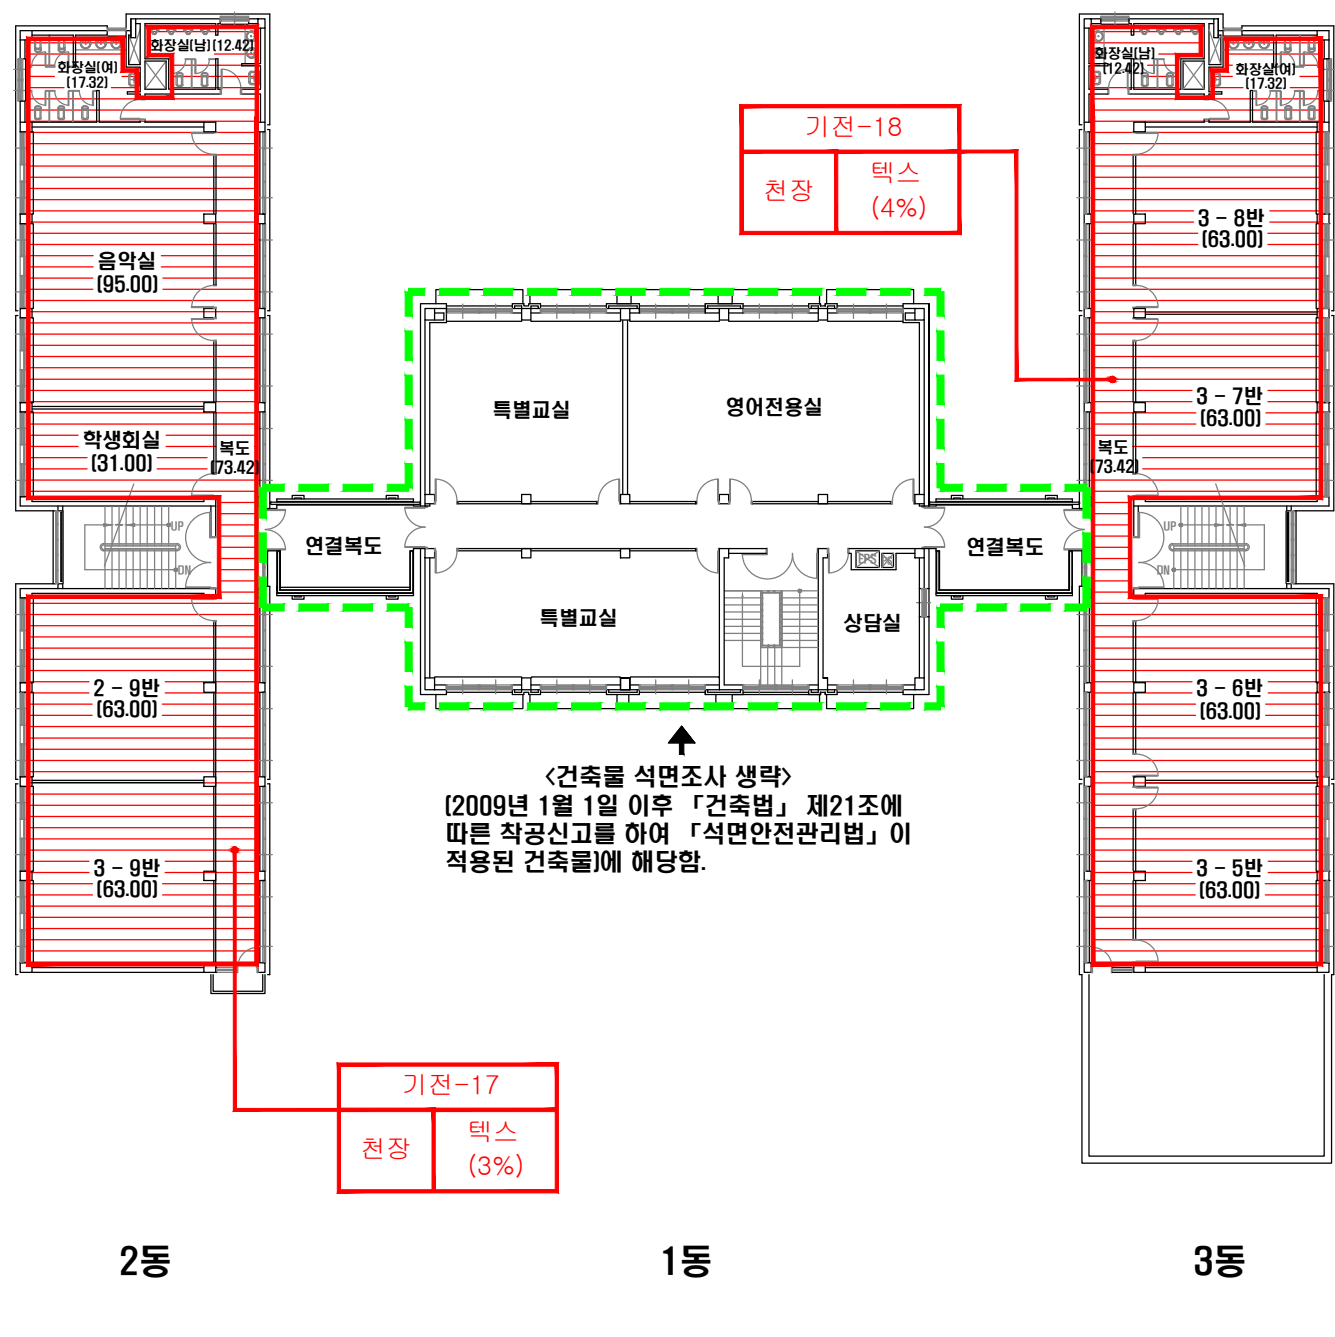 화장실(남)(12.42)
화장실(여)
(17.32)
음악실
(95.00)
학생회실
(31.00)
복도
(73.42)
UP
DN
2 - 9반
(63.00)
3 - 9반
(63.00)
기전-17
천장
텍스
(3%)
2동
기전-18
천장
텍스
(4%)
특별교실
영어전용실
연결복도
연결복도
특별교실
상담실
EPS
<건축물 석면조사 생략>
(2009년 1월 1일 이후 「건축법」 제21조에
따른 착공신고를 하여 「석면안전관리법」이
적용된 건축물)에 해당함.
1동
화장실(남)
(12.42)
화장실(여)
(17.32)
3 - 8반
(63.00)
3 - 7반
(63.00)
복도
(73.42)
UP
DN
3 - 6반
(63.00)
3 - 5반
(63.00)
3동